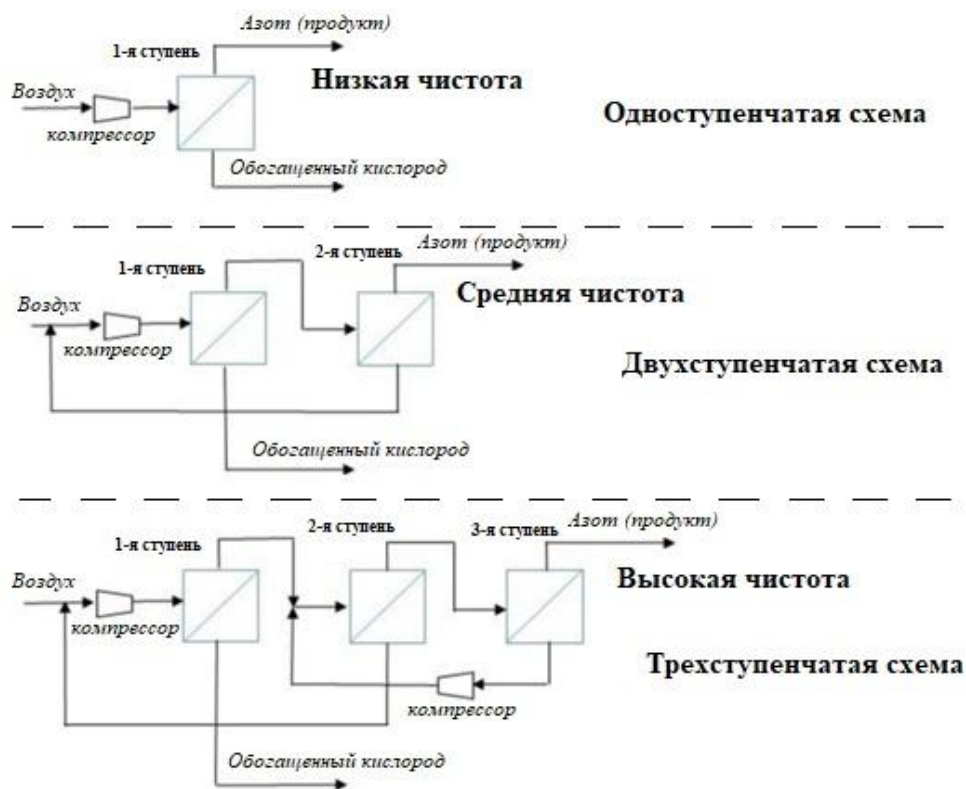 Азот (продукт)
1-я ступень
Низкая чистота
Воздух
компрессор
Одноступенчатая схема
Обогащенный кислород
Азот (продукт)
2-я ступень
1-я ступень
Средняя чистота
Воздух
компрессор
Двухступенчатая схема
Обогащенный кислород
Азот (продукт)
3-я ступень
2-я ступень
1-я ступень
Высокая чистота
Воздух
компрессор
Трехступенчатая схема
компрессор
Обогащенный кислород